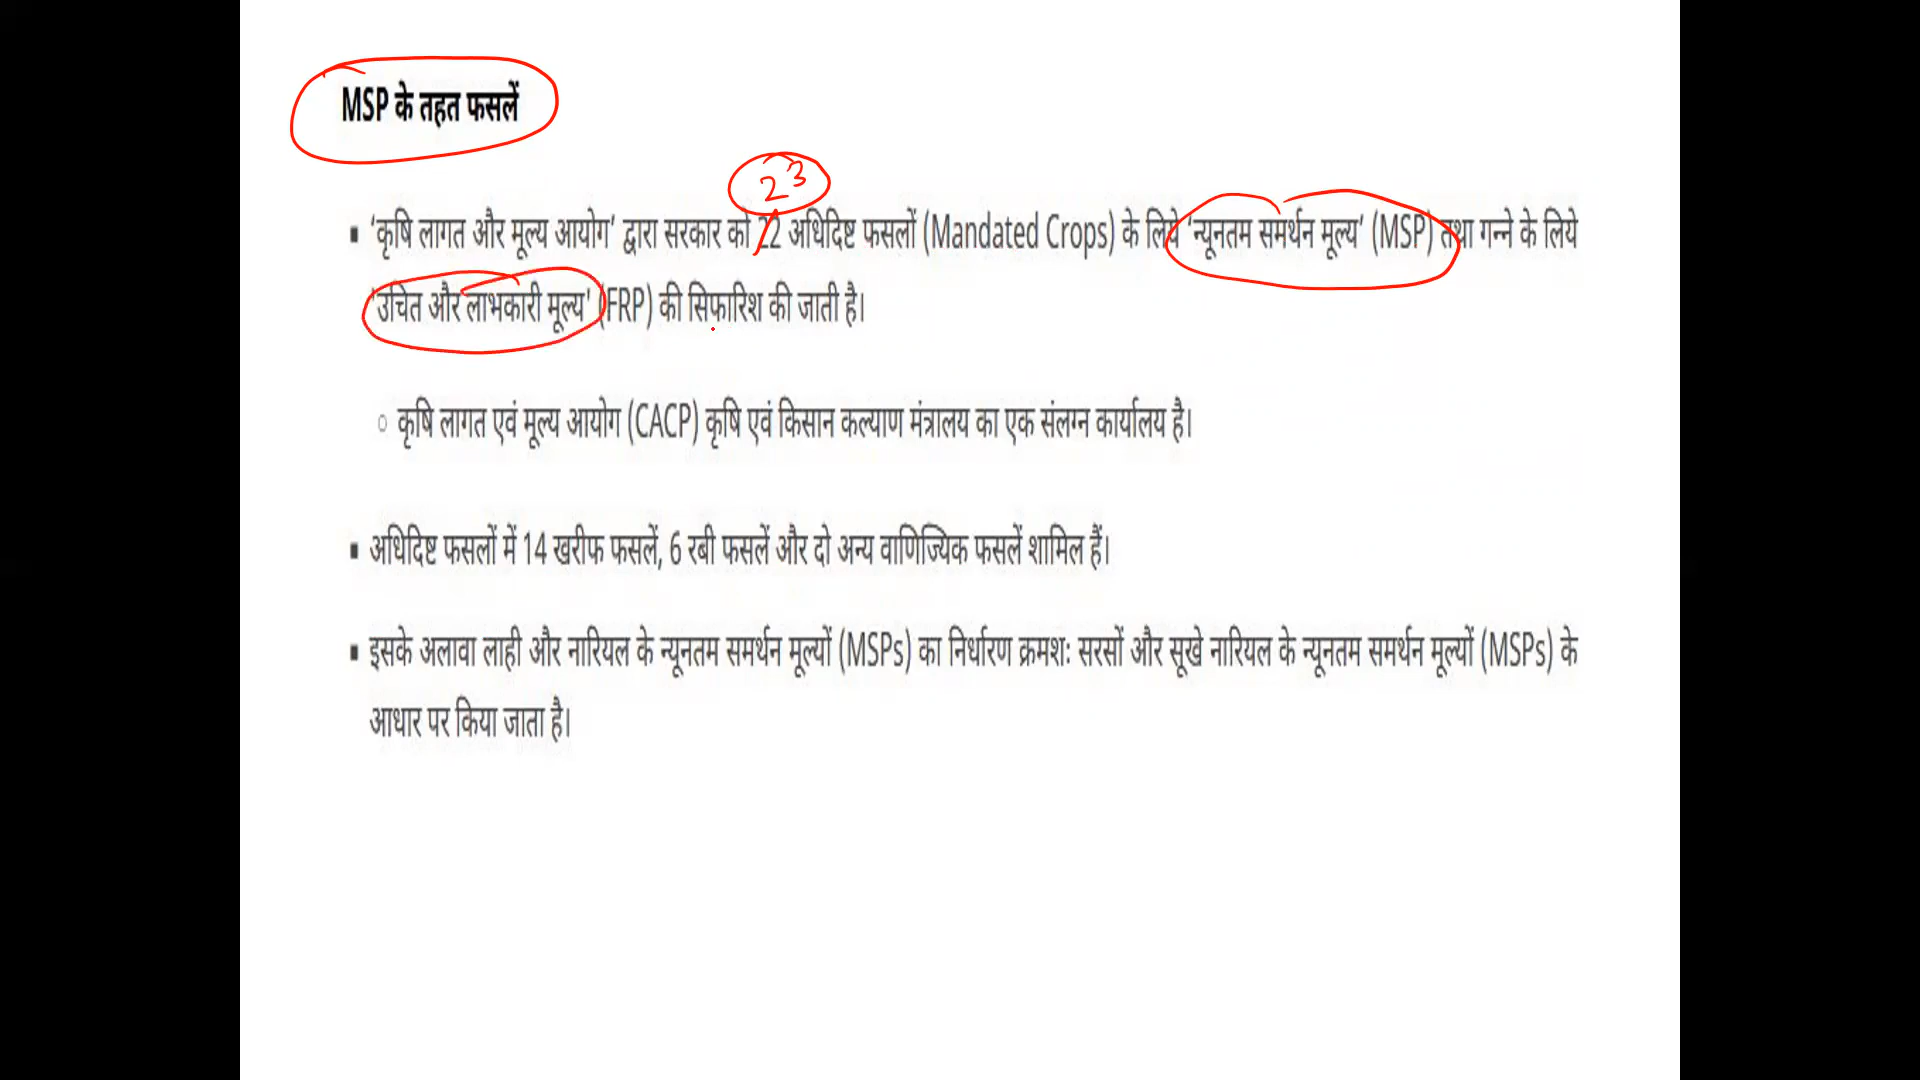 MSP के तहत फसलें
23
▪ ‘कृषि लागत और मूल्य आयोग’ द्वारा सरकार को 22 अधिदिष्ट फसलों (Mandated Crops) के लिये ‘न्यूनतम समर्थन मूल्य’ (MSP) तथा गन्ने के लिये
‘उचित और लाभकारी मूल्य’ (FRP) की सिफारिश की जाती है।
○ कृषि लागत एवं मूल्य आयोग (CACP) कृषि एवं किसान कल्याण मंत्रालय का एक संलग्न कार्यालय है।
▪ अधिदिष्ट फसलों में 14 खरीफ फसलें, 6 रबी फसलें और दो अन्य वाणिज्यिक फसलें शामिल हैं।
▪ इसके अलावा लाही और नारियल के न्यूनतम समर्थन मूल्यों (MSPs) का निर्धारण क्रमशः सरसों और सूखे नारियल के न्यूनतम समर्थन मूल्यों (MSPs) के
आधार पर किया जाता है।